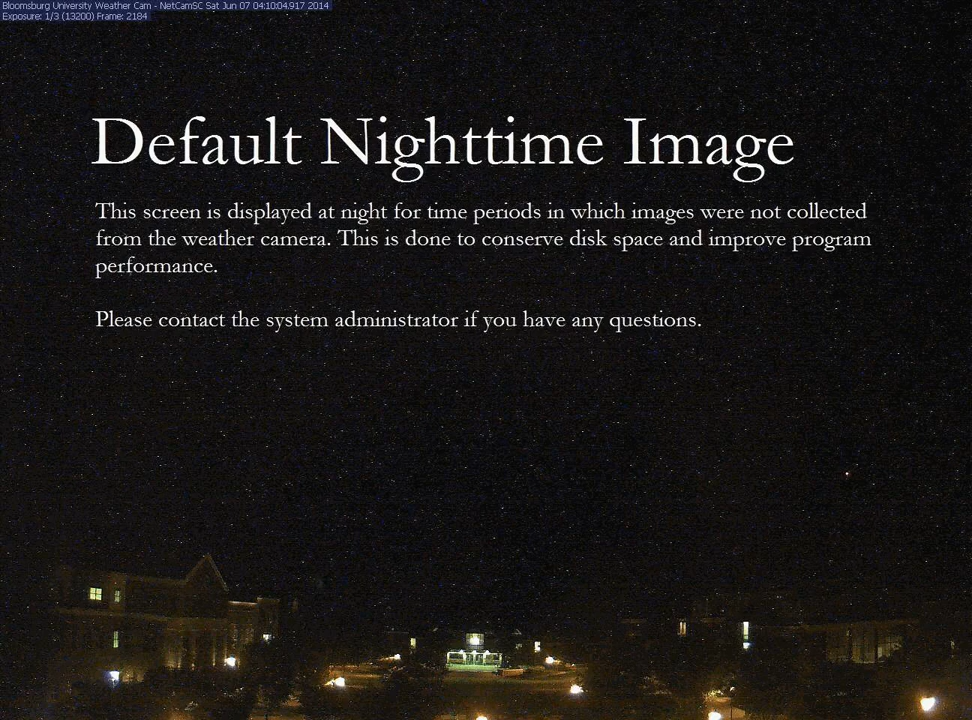 Bloomsburg University Weather Cam - NetCamSC Sat Jun 07 04:10:04.917 2014
Exposure: 1/3 (13200) Frame: 2184
Default Nighttime Image
This screen is displayed at night for time periods in which images were not collected
from the weather camera. This is done to conserve disk space and improve program
performance.
Please contact the system administrator if you have any questions.